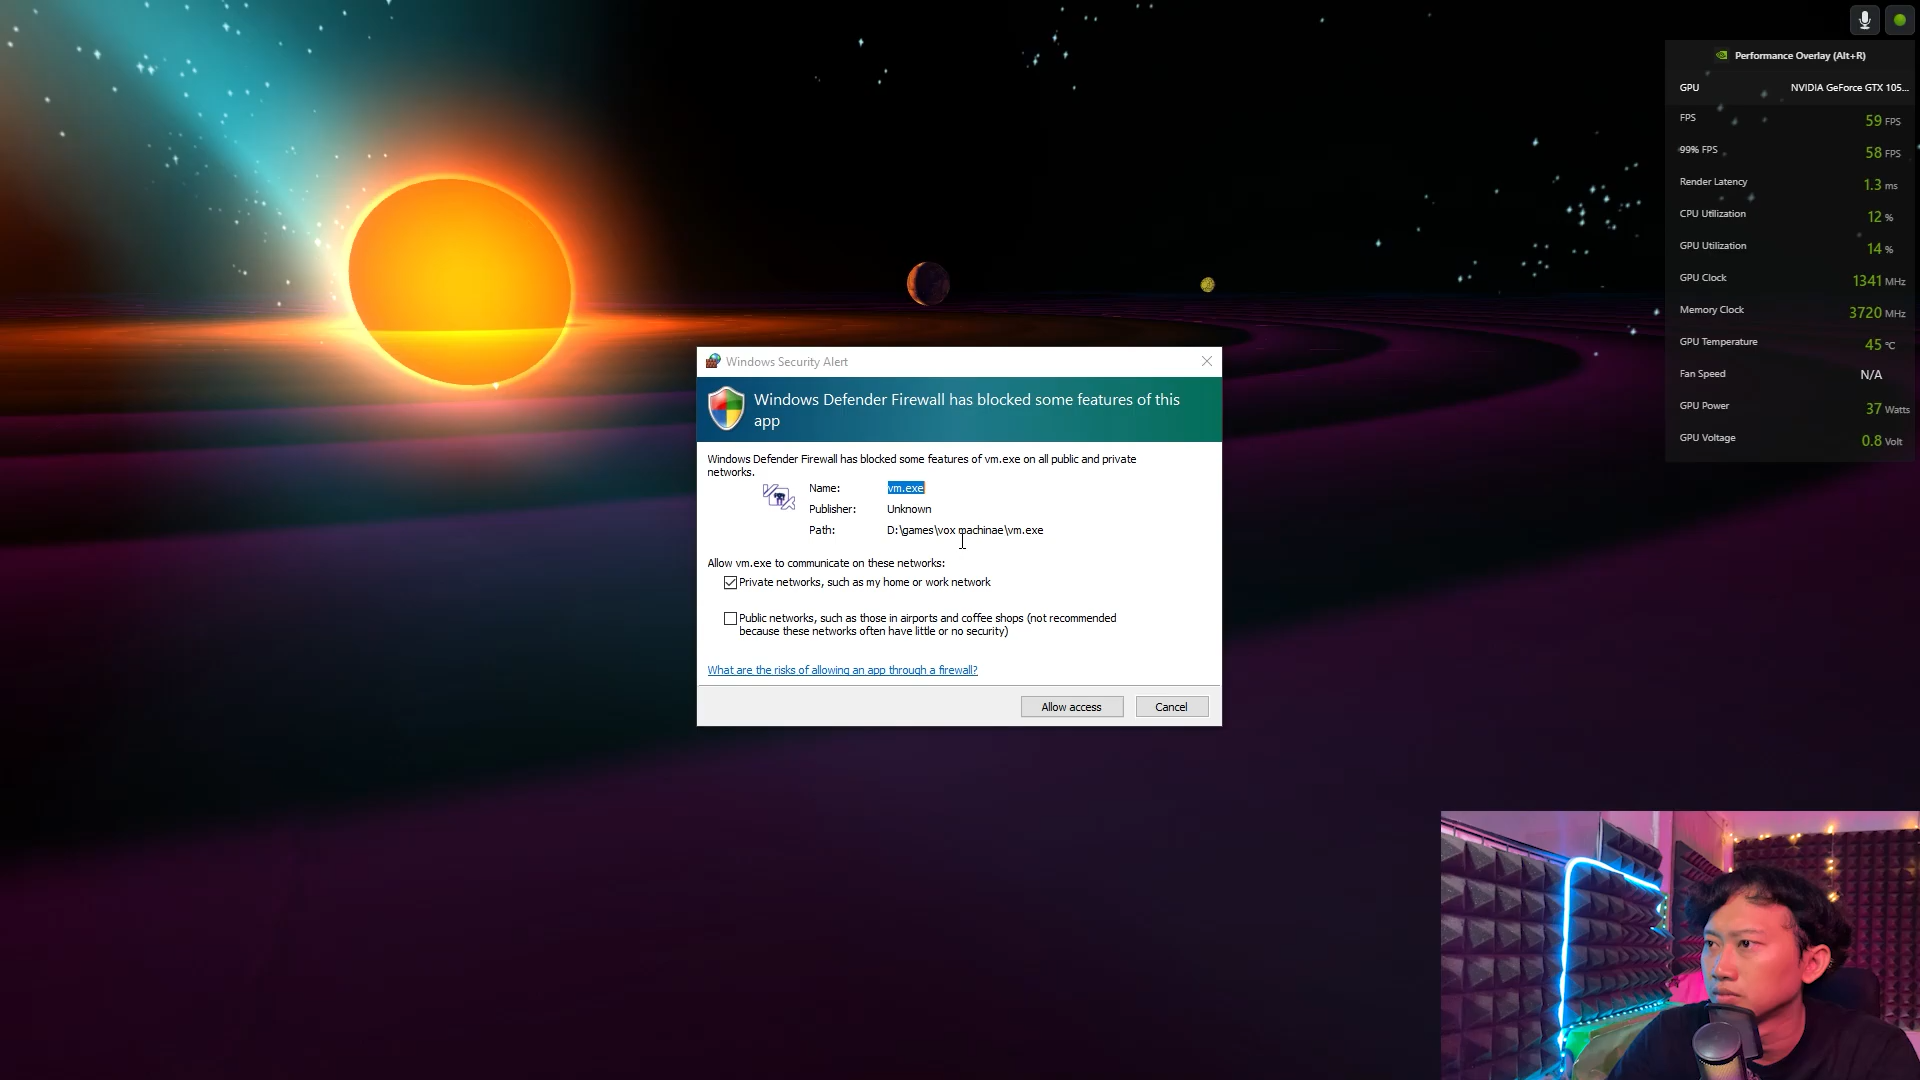 Performance Overlay (Alt+R)
GPU NVIDIA GeForce GTX 105...
FPS 59 FPS
99% FPS 58 FPS
Render Latency 1.3 ms
CPU Utilization 12 %
GPU Utilization 14 %
GPU Clock 1341 MHz
Memory Clock 3720 MHz
GPU Temperature 45 °C
Fan Speed N/A
GPU Power 37 Watts
GPU Voltage 0.8 Volt
Windows Security Alert
Windows Defender Firewall has blocked some features of this
app
Windows Defender Firewall has blocked some features of vm.exe on all public and private
networks.
Name: vm.exe
Publisher: Unknown
Path: D:\games\vox machinae\vm.exe
Allow vm.exe to communicate on these networks:
Private networks, such as my home or work network
Public networks, such as those in airports and coffee shops (not recommended
because these networks often have little or no security)
What are the risks of allowing an app through a firewall?
Allow access Cancel